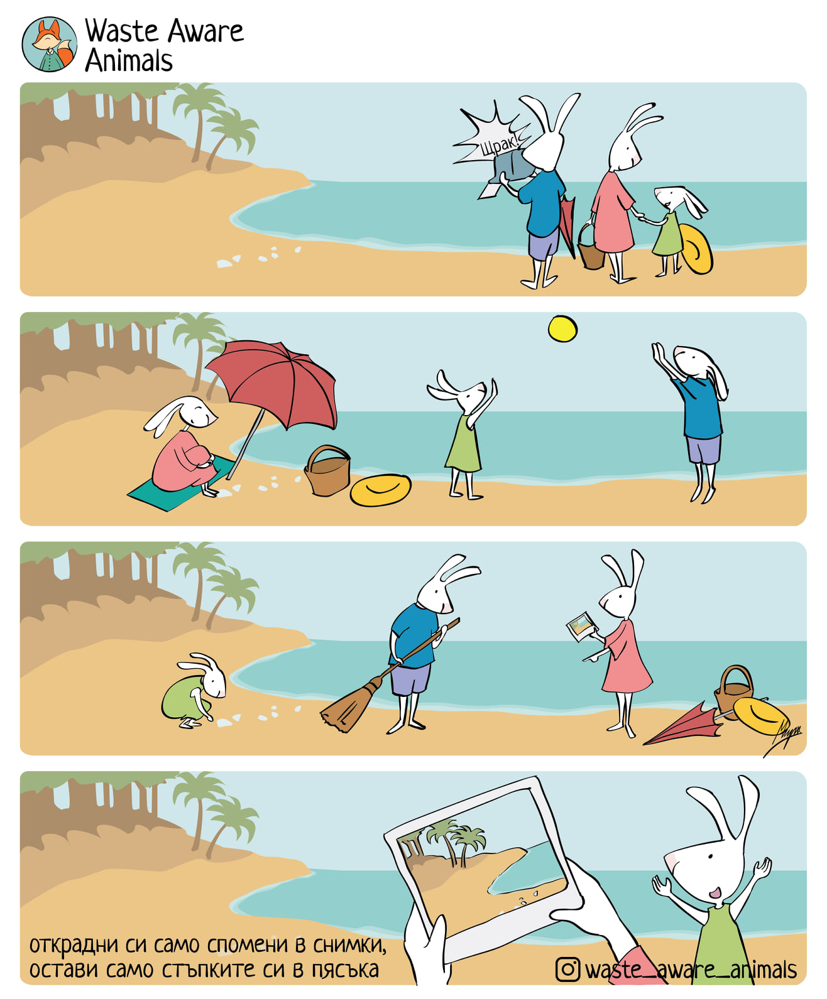 Waste Aware
Animals
Щрак!
открадни си само спомени в снимки,
остави само стъпките си в пясъка
waste_aware_animals